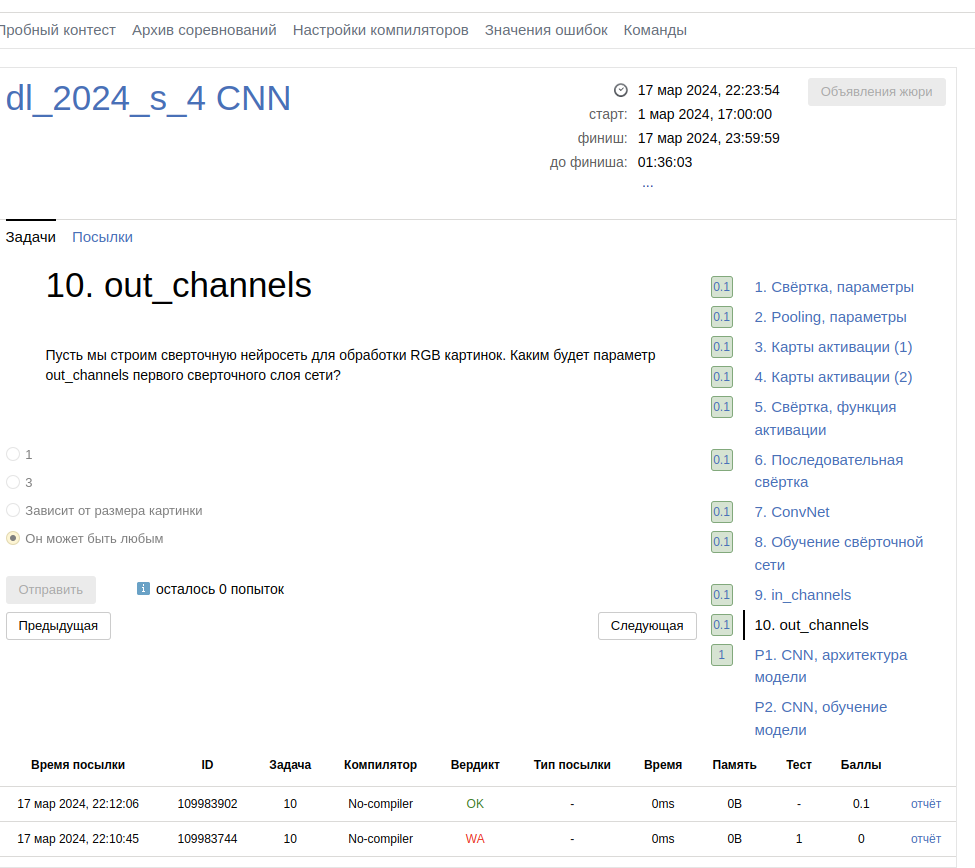 Пробный контест Архив соревнований Настройки компиляторов Значения ошибок Команды
dl_2024_s_4 CNN
17 мар 2024, 22:23:54
Объявления жюри
старт: 1 мар 2024, 17:00:00
финиш: 17 мар 2024, 23:59:59
до финиша: 01:36:03
...
Задачи Посылки
10. out_channels
Пусть мы строим сверточную нейросеть для обработки RGB картинок. Каким будет параметр
out_channels первого сверточного слоя сети?
1
3
Зависит от размера картинки
Он может быть любым
Отправить
осталось 0 попыток
Предыдущая
Следующая
0.1 1. Свёртка, параметры
0.1 2. Pooling, параметры
0.1 3. Карты активации (1)
0.1 4. Карты активации (2)
0.1 5. Свёртка, функция
активации
0.1 6. Последовательная
свёртка
0.1 7. ConvNet
0.1 8. Обучение свёрточной
сети
0.1 9. in_channels
0.1 10. out_channels
1 P1. CNN, архитектура
модели
P2. CNN, обучение
модели
Время посылки ID Задача Компилятор Вердикт Тип посылки Время Память Тест Баллы
17 мар 2024, 22:12:06 109983902 10 No-compiler OK - 0ms 0B - 0.1 отчёт
17 мар 2024, 22:10:45 109983744 10 No-compiler WA - 0ms 0B 1 0 отчёт